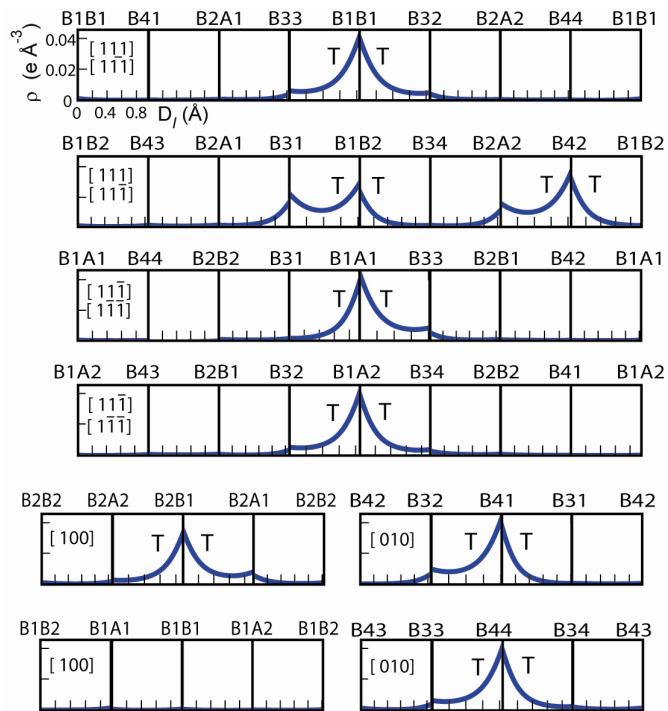 B1B1 B41 B2A1 B33 B1B1 B32 B2A2 B44 B1B1
ρ (e Å⁻³)
0.04
0.02
0
[111]
[11̄1]
T T
0 0.4 0.8 D_l (Å)
B1B2 B43 B2A1 B31 B1B2 B34 B2A2 B42 B1B2
[111]
[111̄]
T T T T
B1A1 B44 B2B2 B31 B1A1 B33 B2B1 B42 B1A1
[111̄]
[11̄1̄]
T T
B1A2 B43 B2B1 B32 B1A2 B34 B2B2 B41 B1A2
[111̄]
[11̄1̄]
T T
B2B2 B2A2 B2B1 B2A1 B2B2
[100]
T T
B42 B32 B41 B31 B42
[010]
T T
B1B2 B1A1 B1B1 B1A2 B1B2
[100]
B43 B33 B44 B34 B43
[010]
T T